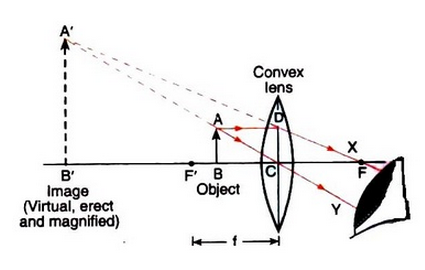 A′
Convex
lens
A
D
X
B′
F′
B
C
F
Image
(Virtual, erect
and magnified)
Object
Y
f